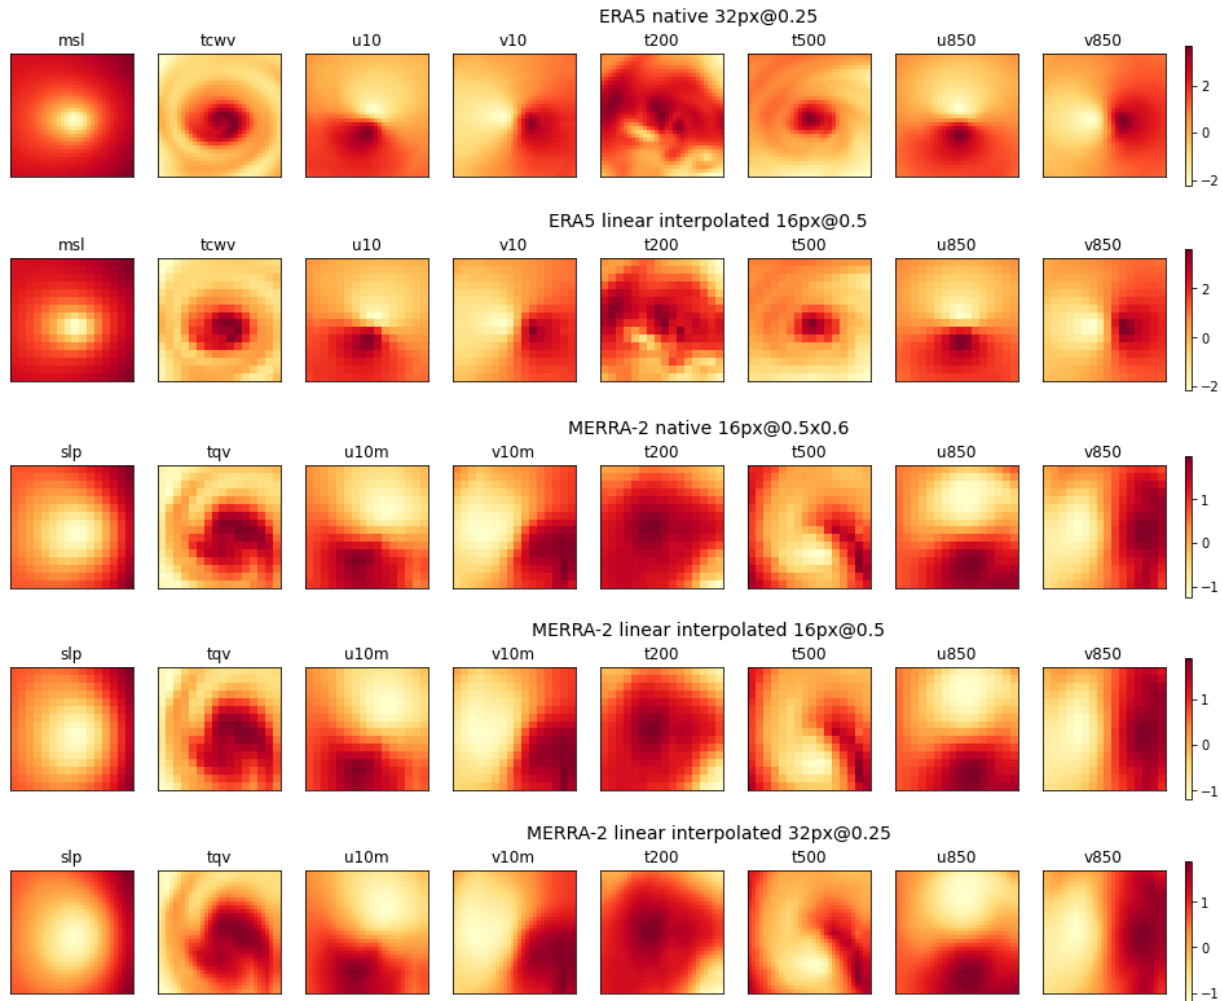 ERA5 native 32px@0.25
msl tcwv u10 v10 t200 t500 u850 v850
2
0
−2
ERA5 linear interpolated 16px@0.5
msl tcwv u10 v10 t200 t500 u850 v850
2
0
−2
MERRA-2 native 16px@0.5x0.6
slp tqv u10m v10m t200 t500 u850 v850
1
0
−1
MERRA-2 linear interpolated 16px@0.5
slp tqv u10m v10m t200 t500 u850 v850
1
0
−1
MERRA-2 linear interpolated 32px@0.25
slp tqv u10m v10m t200 t500 u850 v850
1
0
−1